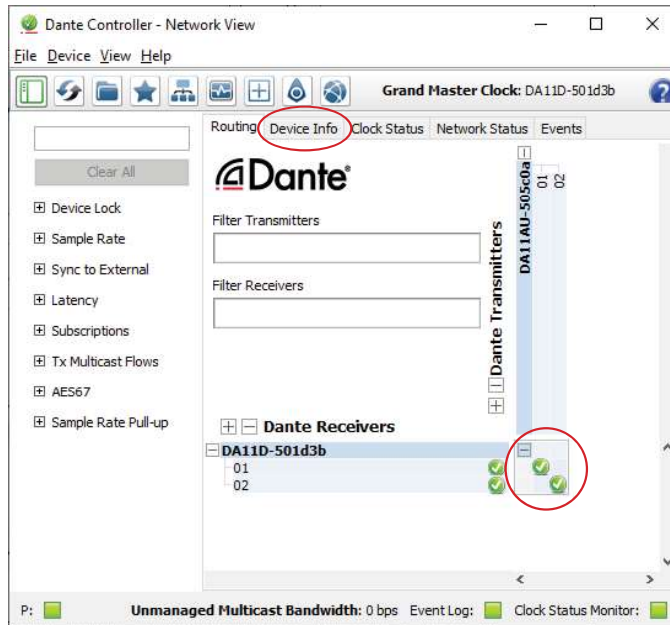 Dante Controller - Network View
File Device View Help
Grand Master Clock: DA11D-501d3b
?
Routing Device Info Clock Status Network Status Events
Clear All
Device Lock
Sample Rate
Sync to External
Latency
Subscriptions
Tx Multicast Flows
AES67
Sample Rate Pull-up
Dante®
Filter Transmitters
Filter Receivers
Dante Transmitters
DA11AU-505c0a
01
02
Dante Receivers
DA11D-501d3b
01
02
P: Unmanaged Multicast Bandwidth: 0 bps Event Log: Clock Status Monitor: